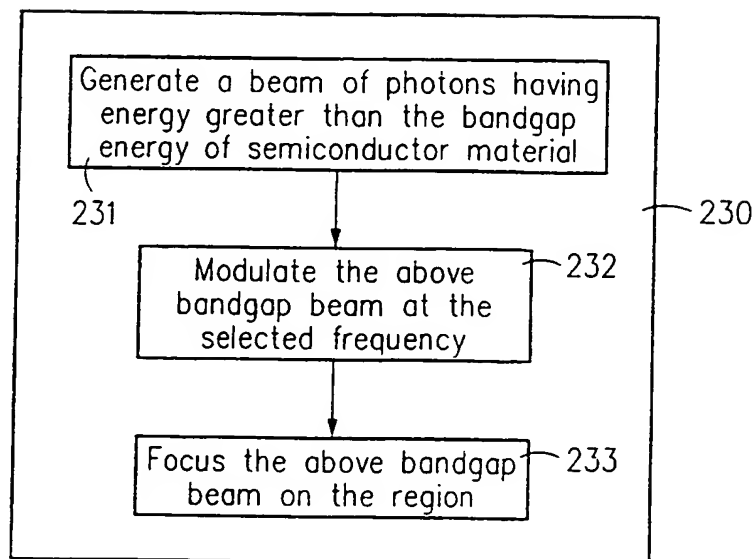 Generate a beam of photons having
energy greater than the bandgap
energy of semiconductor material
231
230
Modulate the above
bandgap beam at the
selected frequency
232
Focus the above bandgap
beam on the region
233